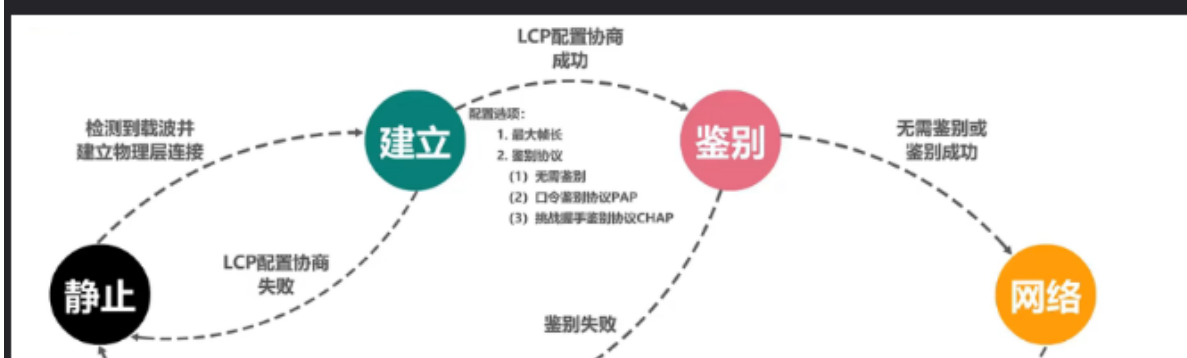 LCP配置协商
成功
检测到载波并
建立物理层连接
建立
配置选项：
1. 最大帧长
2. 鉴别协议
（1）无需鉴别
（2）口令鉴别协议PAP
（3）挑战握手鉴别协议CHAP
鉴别
无需鉴别或
鉴别成功
LCP配置协商
失败
静止
网络
鉴别失败